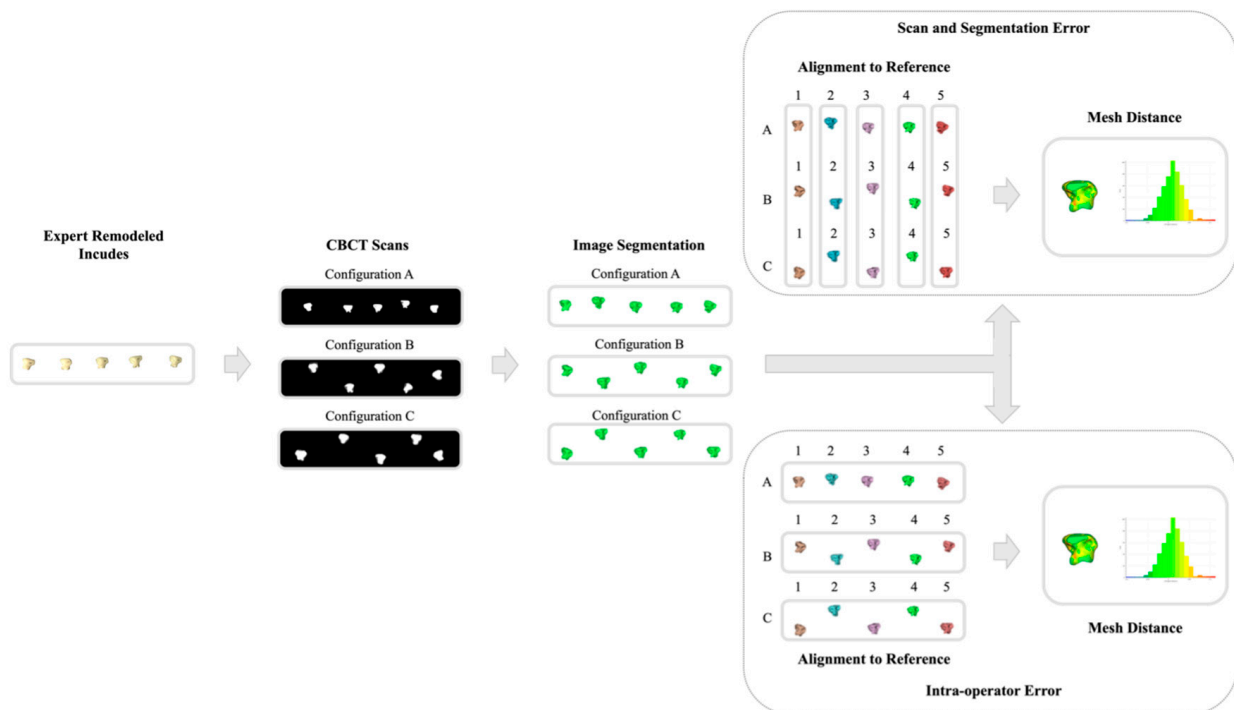 Scan and Segmentation Error
Alignment to Reference
1 2 3 4 5
A
Mesh Distance
1 2 3 4 5
B
1 2 3 4 5
C
Expert Remodeled
Incudes
CBCT Scans
Configuration A
Configuration B
Configuration C
Image Segmentation
Configuration A
Configuration B
Configuration C
1 2 3 4 5
A
1 2 3 4 5
B
1 2 3 4 5
C
Mesh Distance
Alignment to Reference
Intra-operator Error